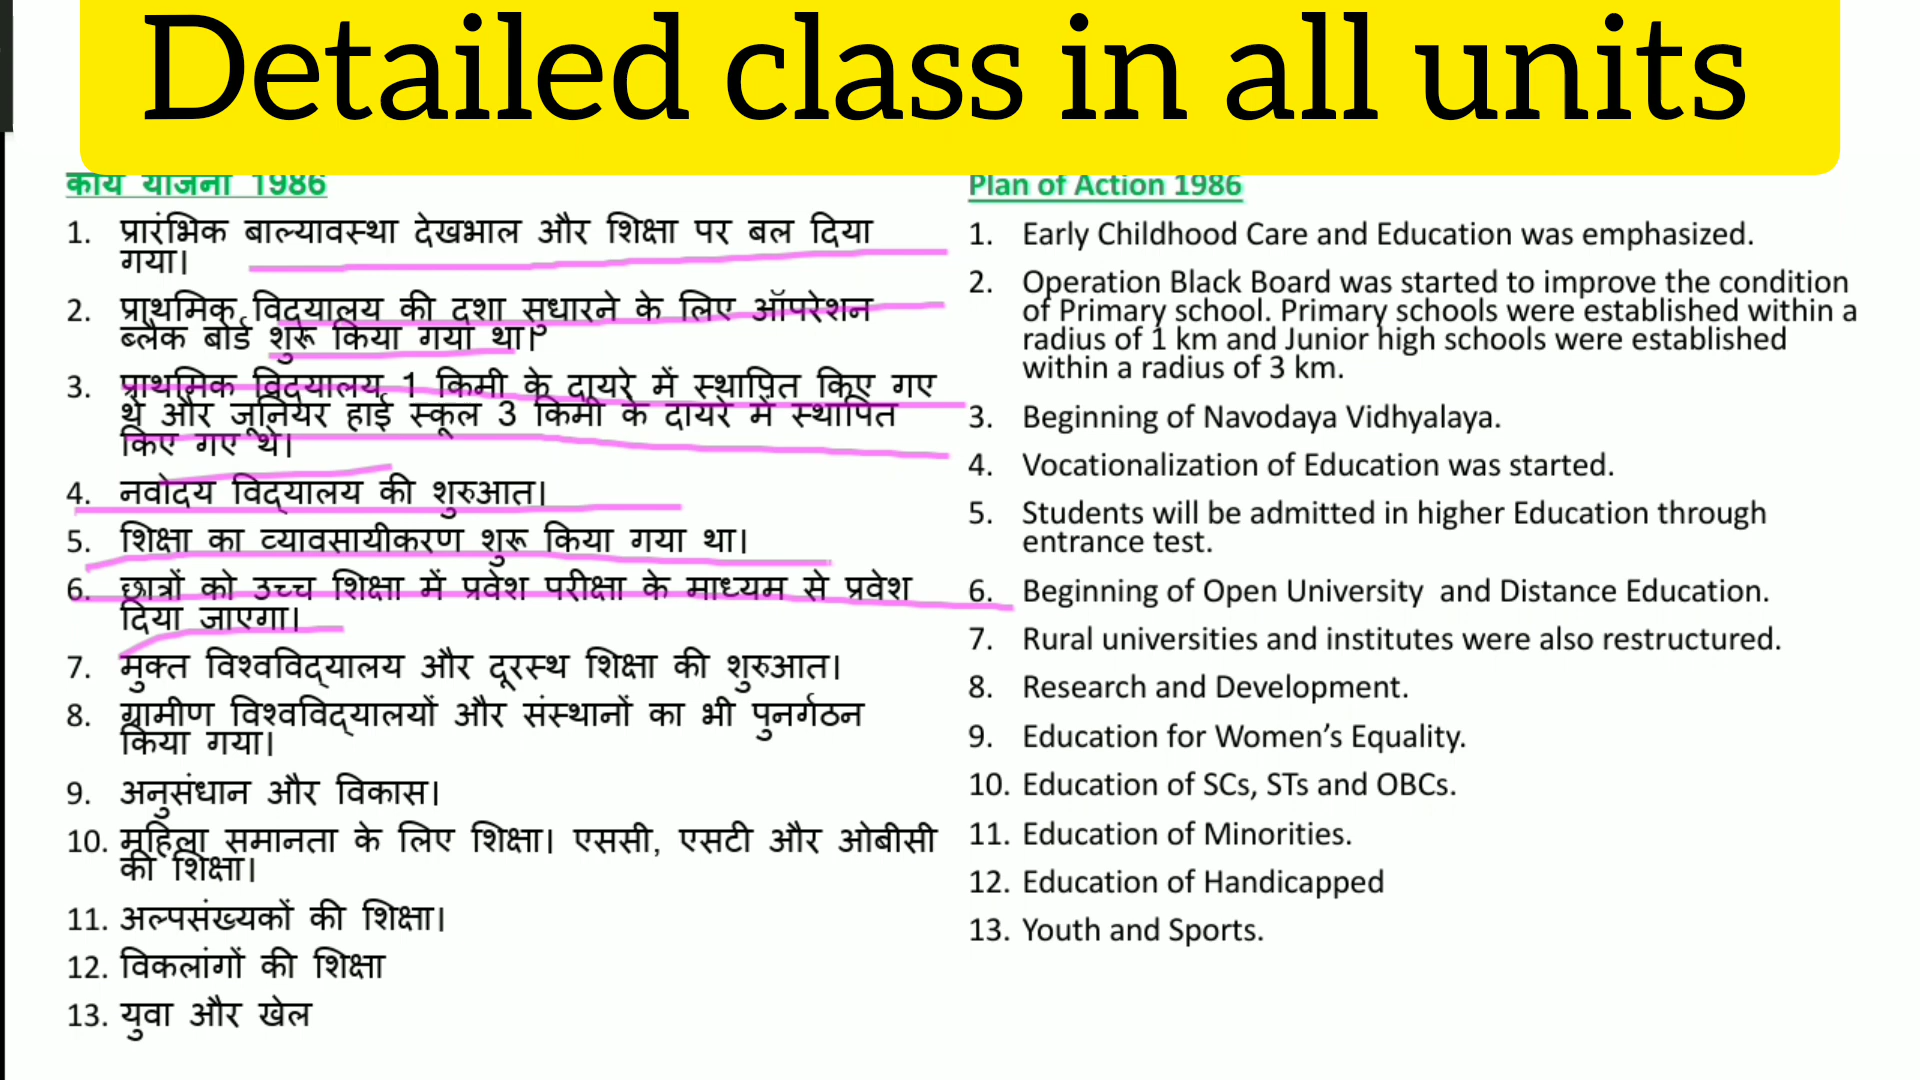 Detailed class in all units
कार्य योजना 1986
1. प्रारंभिक बाल्यावस्था देखभाल और शिक्षा पर बल दिया
गया।
2. प्राथमिक विद्यालय की दशा सुधारने के लिए ऑपरेशन
ब्लैक बोर्ड शुरू किया गया था।
3. प्राथमिक विद्यालय 1 किमी के दायरे में स्थापित किए गए
थे और जूनियर हाई स्कूल 3 किमी के दायरे में स्थापित
किए गए थे।
4. नवोदय विद्यालय की शुरुआत।
5. शिक्षा का व्यावसायीकरण शुरू किया गया था।
6. छात्रों को उच्च शिक्षा में प्रवेश परीक्षा के माध्यम से प्रवेश
दिया जाएगा।
7. मुक्त विश्वविद्यालय और दूरस्थ शिक्षा की शुरुआत।
8. ग्रामीण विश्वविद्यालयों और संस्थानों का भी पुनर्गठन
किया गया।
9. अनुसंधान और विकास।
10. महिला समानता के लिए शिक्षा। एससी, एसटी और ओबीसी
की शिक्षा।
11. अल्पसंख्यकों की शिक्षा।
12. विकलांगों की शिक्षा
13. युवा और खेल
Plan of Action 1986
1. Early Childhood Care and Education was emphasized.
2. Operation Black Board was started to improve the condition
of Primary school. Primary schools were established within a
radius of 1 km and Junior high schools were established
within a radius of 3 km.
3. Beginning of Navodaya Vidhyalaya.
4. Vocationalization of Education was started.
5. Students will be admitted in higher Education through
entrance test.
6. Beginning of Open University and Distance Education.
7. Rural universities and institutes were also restructured.
8. Research and Development.
9. Education for Women’s Equality.
10. Education of SCs, STs and OBCs.
11. Education of Minorities.
12. Education of Handicapped
13. Youth and Sports.